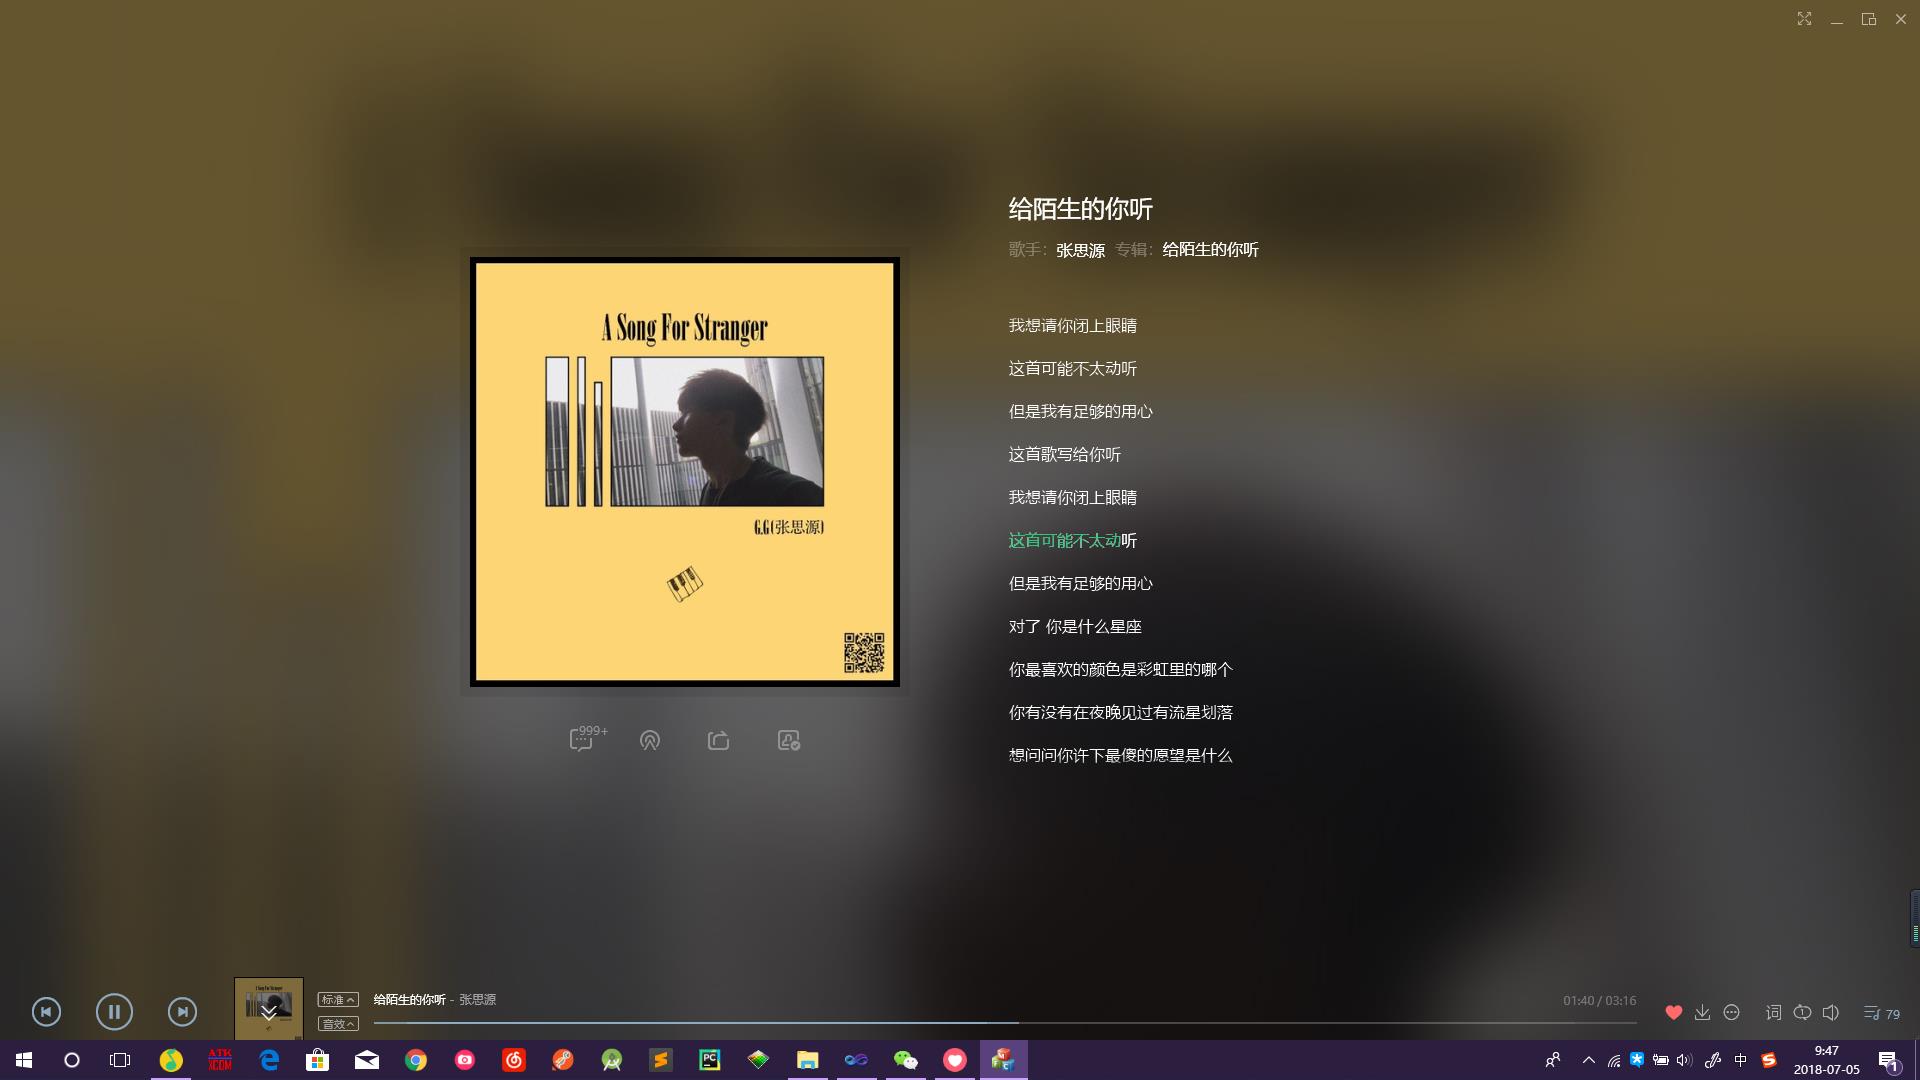 给陌生的你听
歌手： 张思源 专辑： 给陌生的你听
A Song For Stranger
G.G(张思源)
我想请你闭上眼睛
这首可能不太动听
但是我有足够的用心
这首歌写给你听
我想请你闭上眼睛
这首可能不太动听
但是我有足够的用心
对了 你是什么星座
你最喜欢的颜色是彩虹里的哪个
你有没有在夜晚见过有流星划落
想问问你许下最傻的愿望是什么
999+
A Song For Stranger
标准
给陌生的你听 - 张思源
音效
01:40 / 03:16
词
79
ATK
XCOM
PC
中
9:47
2018-07-05
1